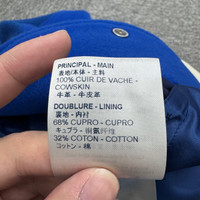 PRINCIPAL - MAIN
表地/本体・主料
100% CUIR DE VACHE -
COWSKIN
牛革・牛皮革
DOUBLURE - LINING
裏地・内衬
68% CUPRO - CUPRO
キュプラ・铜氨纤维
32% COTON - COTTON
コットン・棉